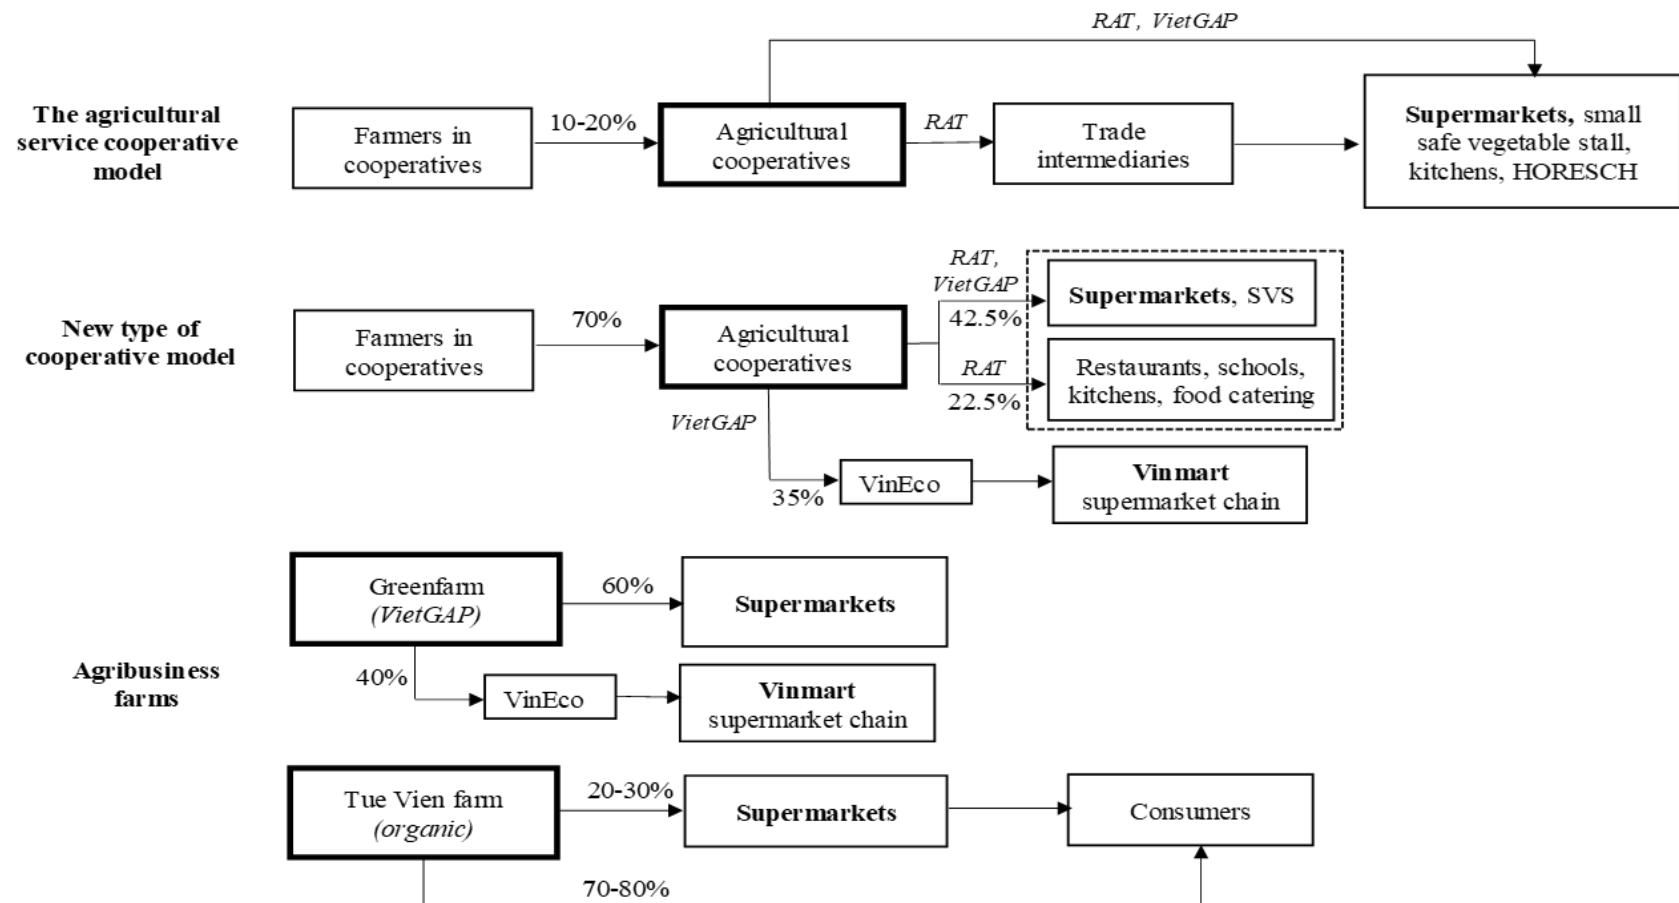 RAT, VietGAP
The agricultural
service cooperative
model
Farmers in
cooperatives
10-20%
Agricultural
cooperatives
RAT
Trade
intermediaries
Supermarkets, small
safe vegetable stall,
kitchens, HORESCH
New type of
cooperative model
Farmers in
cooperatives
70%
Agricultural
cooperatives
RAT,
VietGAP
42.5%
Supermarkets, SVS
RAT
22.5%
Restaurants, schools,
kitchens, food catering
VietGAP
35%
VinEco
Vinmart
supermarket chain
Agribusiness
farms
Greenfarm
(VietGAP)
60%
Supermarkets
40%
VinEco
Vinmart
supermarket chain
Tue Vien farm
(organic)
20-30%
Supermarkets
Consumers
70-80%